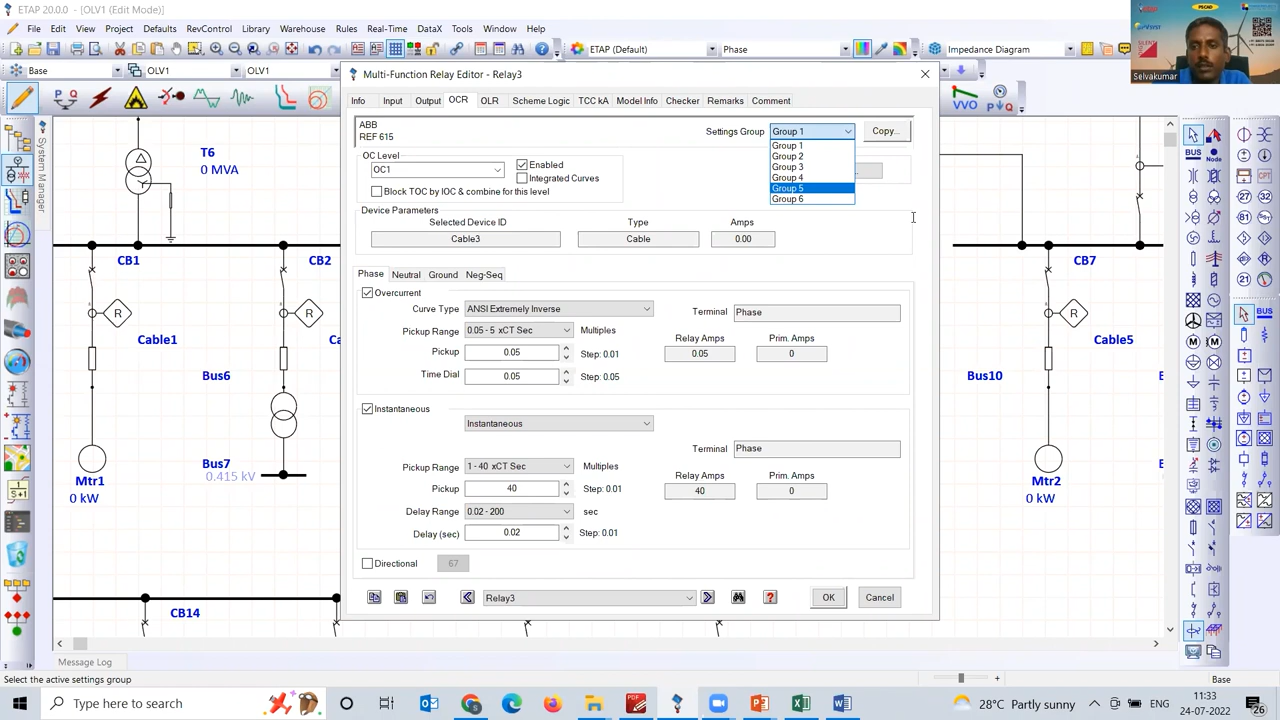 ETAP 20.0.0 - [OLV1 (Edit Mode)]
File Edit View Project Defaults RevControl Library Warehouse Rules Real-Time Data Tools Window Help
ETAP (Default) Phase Impedance Diagram
Base OLV1 OLV1
Selvakumar
VVO
System Manager
Multi-Function Relay Editor - Relay3
Info Input Output OCR OLR Scheme Logic TCC kA Model Info Checker Remarks Comment
ABB
REF 615
Settings Group Group 1 Copy...
Group 1
Group 2
Group 3
Group 4
Group 5
Group 6
OC Level
OC1
Enabled
Integrated Curves
Block TOC by IOC & combine for this level
Device Parameters
Selected Device ID Type Amps
Cable3 Cable 0.00
Phase Neutral Ground Neg-Seq
Overcurrent
Curve Type ANSI Extremely Inverse Terminal Phase
Pickup Range 0.05 - 5 xCT Sec Multiples Relay Amps Prim. Amps
Pickup 0.05 Step: 0.01 0.05 0
Time Dial 0.05 Step: 0.05
Instantaneous
Instantaneous
Terminal Phase
Pickup Range 1 - 40 xCT Sec Multiples Relay Amps Prim. Amps
Pickup 40 Step: 0.01 40 0
Delay Range 0.02 - 200 sec
Delay (sec) 0.02 Step: 0.01
Directional 67
Relay3 OK Cancel
T6
0 MVA
CB1 CB2 CB7
R R R
Cable1 Cable5
Bus6 Bus10
Bus7
0.415 kV
Mtr1
0 kW
Mtr2
0 kW
CB14
Message Log
Select the active settings group
Base
Type here to search
28°C Partly sunny
11:33
24-07-2022
26